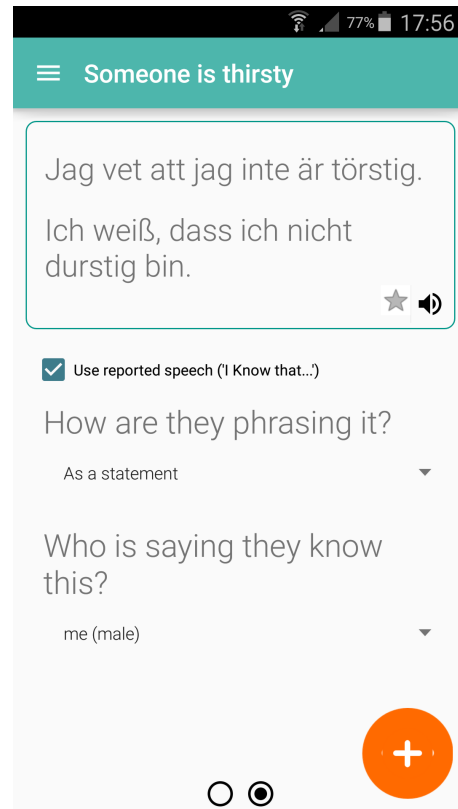 77% 17:56
Someone is thirsty
Jag vet att jag inte är törstig.
Ich weiß, dass ich nicht
durstig bin.
Use reported speech ('I Know that...')
How are they phrasing it?
As a statement
Who is saying they know
this?
me (male)